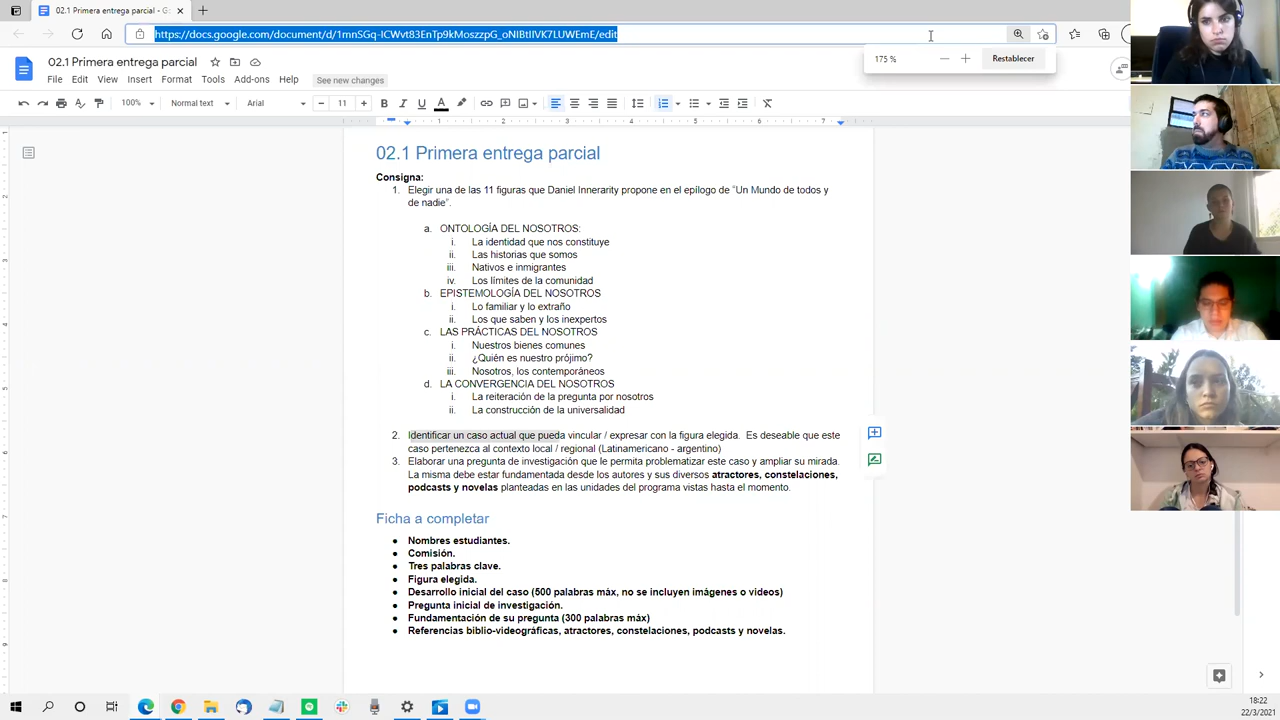 02.1 Primera entrega parcial - G
https://docs.google.com/document/d/1mnSGq-ICWvt83EnTp9kMoszzpG_oNIBtIIVK7LUWEmE/edit
175 %
Restablecer
02.1 Primera entrega parcial
File Edit View Insert Format Tools Add-ons Help See new changes
100% Normal text Arial 11
1 2 3 4 5 6 7
02.1 Primera entrega parcial
Consigna:
1. Elegir una de las 11 figuras que Daniel Innerarity propone en el epílogo de “Un Mundo de todos y
de nadie”.
a. ONTOLOGÍA DEL NOSOTROS:
i. La identidad que nos constituye
ii. Las historias que somos
iii. Nativos e inmigrantes
iv. Los límites de la comunidad
b. EPISTEMOLOGÍA DEL NOSOTROS
i. Lo familiar y lo extraño
ii. Los que saben y los inexpertos
c. LAS PRÁCTICAS DEL NOSOTROS
i. Nuestros bienes comunes
ii. ¿Quién es nuestro prójimo?
iii. Nosotros, los contemporáneos
d. LA CONVERGENCIA DEL NOSOTROS
i. La reiteración de la pregunta por nosotros
ii. La construcción de la universalidad
2. Identificar un caso actual que pueda vincular / expresar con la figura elegida. Es deseable que este
caso pertenezca al contexto local / regional (Latinamericano - argentino)
3. Elaborar una pregunta de investigación que le permita problematizar este caso y ampliar su mirada.
La misma debe estar fundamentada desde los autores y sus diversos atractores, constelaciones,
podcasts y novelas planteadas en las unidades del programa vistas hasta el momento.
Ficha a completar
● Nombres estudiantes.
● Comisión.
● Tres palabras clave.
● Figura elegida.
● Desarrollo inicial del caso (500 palabras máx, no se incluyen imágenes o videos)
● Pregunta inicial de investigación.
● Fundamentación de su pregunta (300 palabras máx)
● Referencias biblio-videográficas, atractores, constelaciones, podcasts y novelas.
18:22
22/3/2021